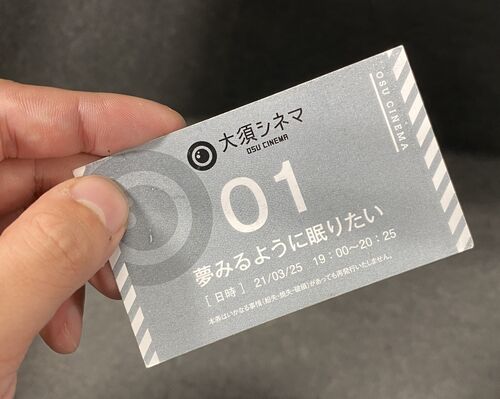 大須シネマ
OSU CINEMA
OSU CINEMA
01
夢みるように眠りたい
[ 日時 ] 21/03/25 19:00〜20:25
本券はいかなる事情(紛失・焼失・破損)があっても再発行いたしません。